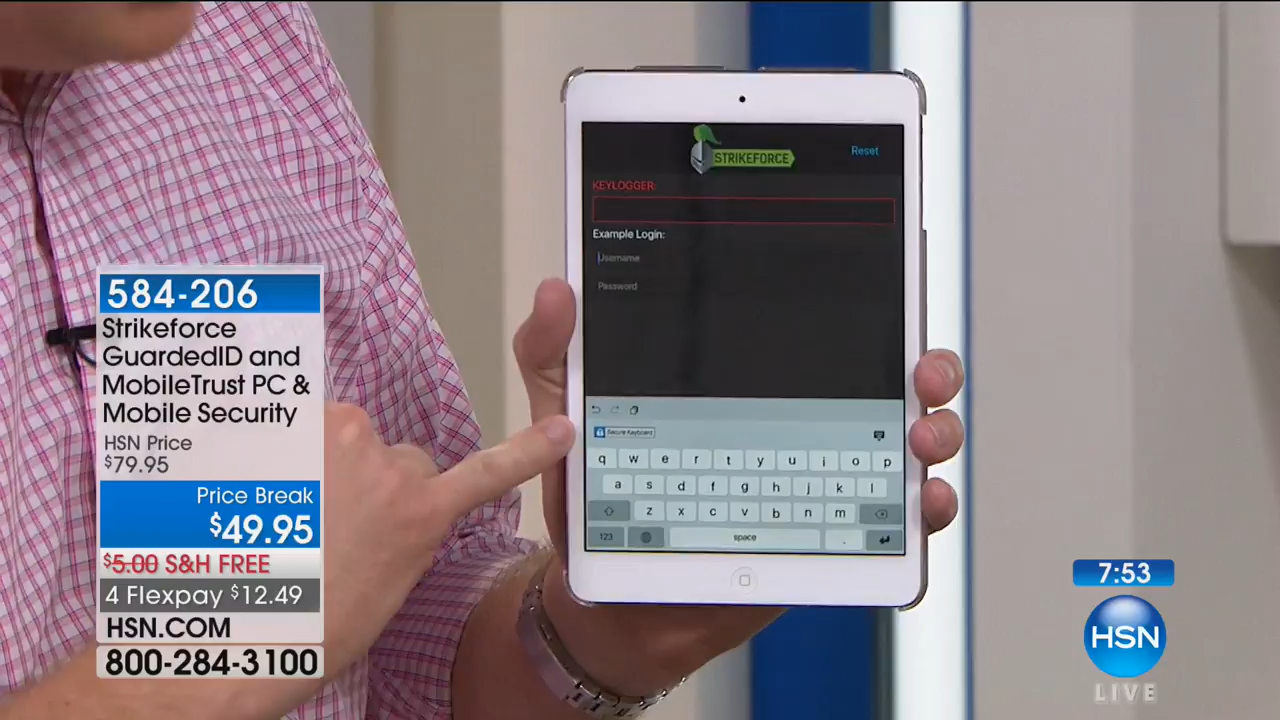 STRIKEFORCE
Reset
KEYLOGGER:
Example Login:
Username
Password
Secure Keyboard
q w e r t y u i o p
a s d f g h j k l
z x c v b n m
123
space
.
584-206
Strikeforce
GuardedID and
MobileTrust PC &
Mobile Security
HSN Price
$79.95
Price Break
$49.95
$5.00 S&H FREE
4 Flexpay $12.49
HSN.COM
800-284-3100
7:53
HSN
LIVE